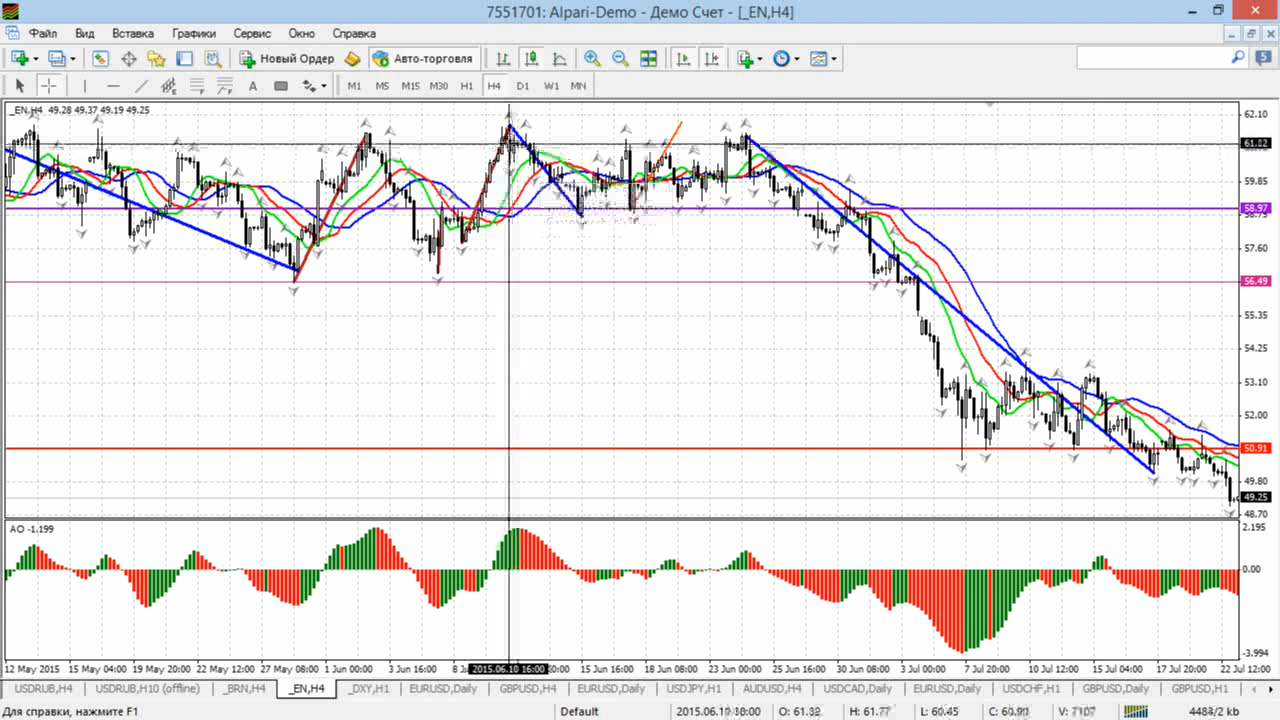 7551701: Alpari-Demo - Демо Счет - [_EN,H4]
Файл Вид Вставка Графики Сервис Окно Справка
Новый Ордер Авто-торговля 5
A M1 M5 M15 M30 H1 H4 D1 W1 MN
_EN,H4 49.28 49.37 49.19 49.25
62.10
61.02
59.85
58.97
57.60
56.49
55.35
54.25
53.10
52.00
50.91
49.80
49.25
48.70
AO -1.199
2.195
0.00
-3.994
12 May 2015 15 May 04:00 19 May 20:00 22 May 12:00 27 May 08:00 1 Jun 00:00 3 Jun 16:00 2015.06.10 16:00 15 Jun 16:00 18 Jun 08:00 23 Jun 00:00 25 Jun 16:00 30 Jun 08:00 3 Jul 00:00 7 Jul 20:00 10 Jul 12:00 15 Jul 04:00 17 Jul 20:00 22 Jul 12:00
USDRUB,H4 USDRUB,H10 (offline) _BRN,H4 _EN,H4 _DXY,H1 EURUSD,Daily GBPUSD,H4 EURUSD,Daily USDJPY,H1 AUDUSD,H4 USDCAD,Daily EURUSD,Daily USDCHF,H1 GBPUSD,Daily GBPUSD,H1
Для справки, нажмите F1 Default H: 61.77 L: 60.45 4484/2 kb